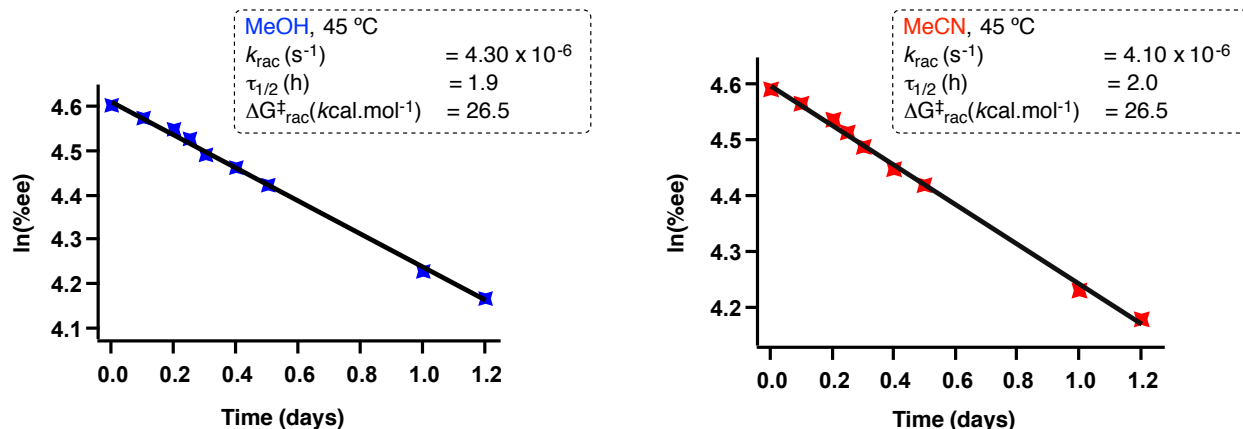 MeOH, 45 ºC
k_rac (s⁻¹) = 4.30 x 10⁻⁶
τ_1/2 (h) = 1.9
ΔG‡_rac(kcal.mol⁻¹) = 26.5
ln(%ee)
4.6
4.5
4.4
4.3
4.2
4.1
0.0 0.2 0.4 0.6 0.8 1.0 1.2
Time (days)
MeCN, 45 ºC
k_rac (s⁻¹) = 4.10 x 10⁻⁶
τ_1/2 (h) = 2.0
ΔG‡_rac(kcal.mol⁻¹) = 26.5
ln(%ee)
4.6
4.5
4.4
4.3
4.2
0.0 0.2 0.4 0.6 0.8 1.0 1.2
Time (days)